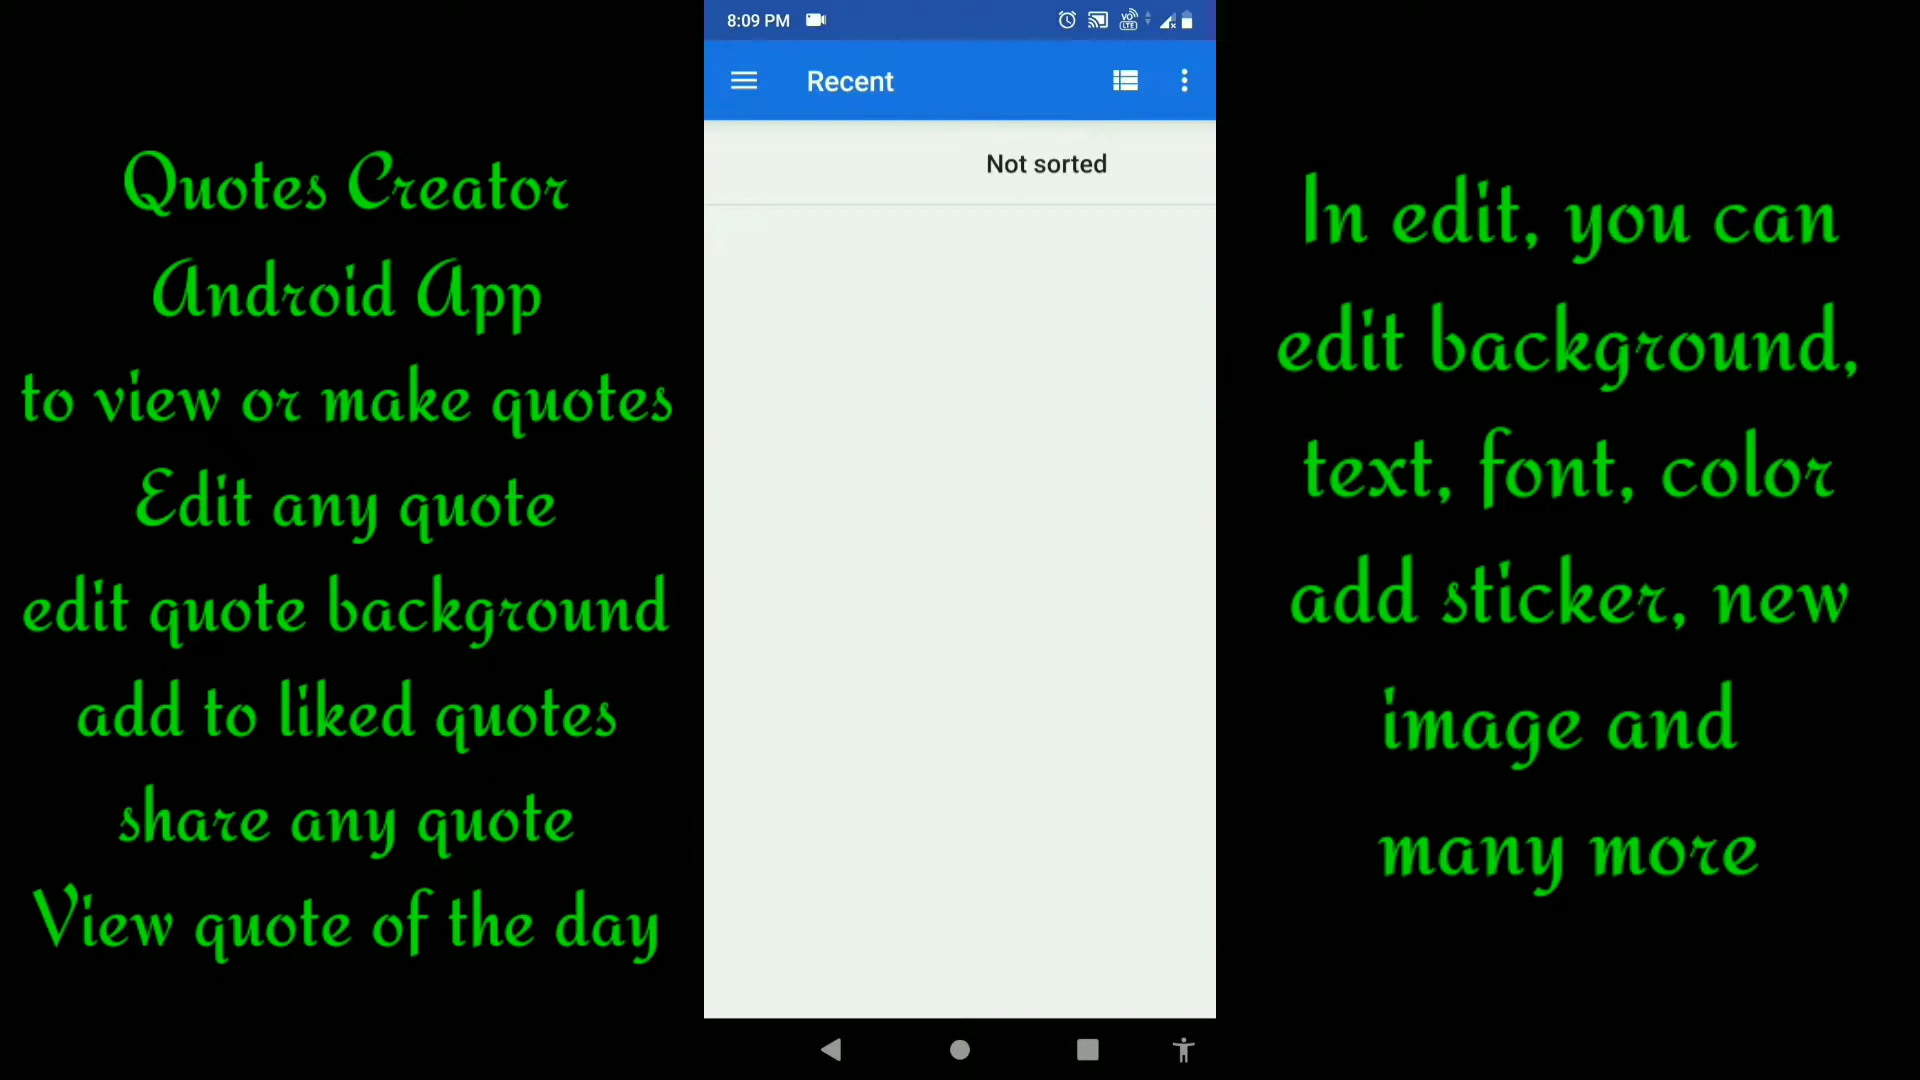 Quotes Creator
Android App
to view or make quotes
Edit any quote
edit quote background
add to liked quotes
share any quote
View quote of the day
8:09 PM
VO LTE
Recent
Not sorted
In edit, you can
edit background,
text, font, color
add sticker, new
image and
many more